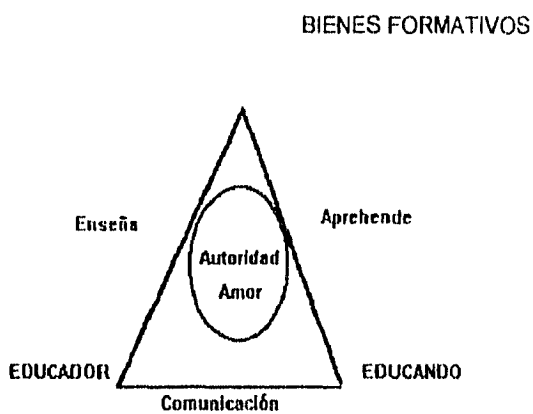 BIENES FORMATIVOS
Enseña
Aprehende
Autoridad
Amor
EDUCADOR
EDUCANDO
Comunicación